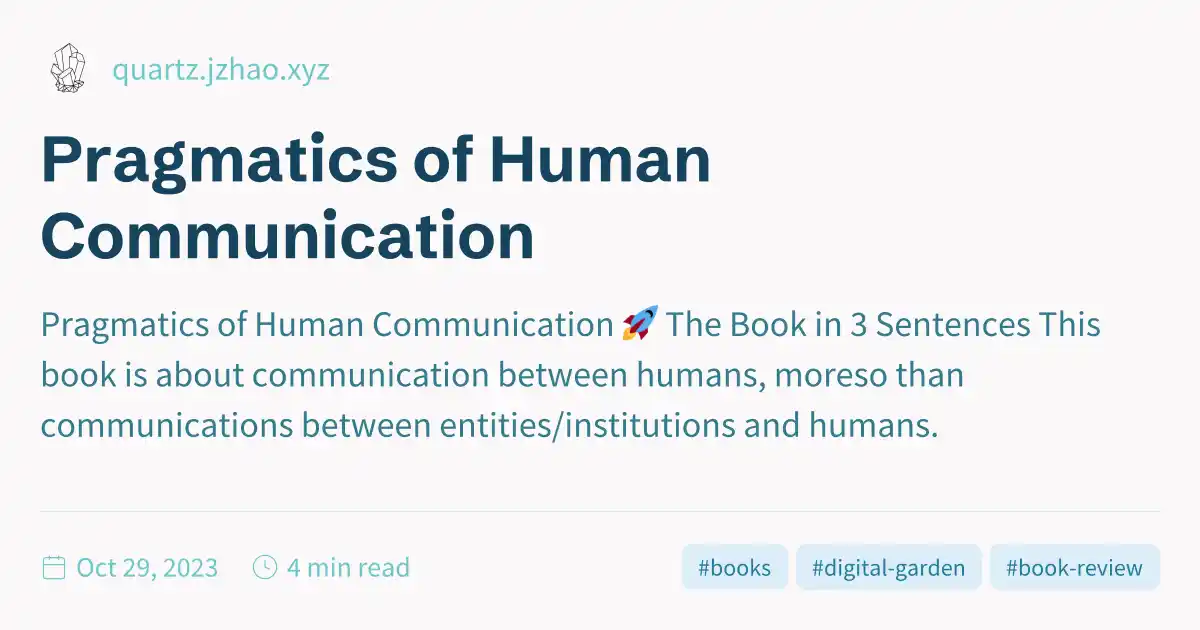 quartz.jzhao.xyz
Pragmatics of Human
Communication
Pragmatics of Human Communication 🚀 The Book in 3 Sentences This
book is about communication between humans, moreso than
communications between entities/institutions and humans.
Oct 29, 2023 4 min read #books #digital-garden #book-review